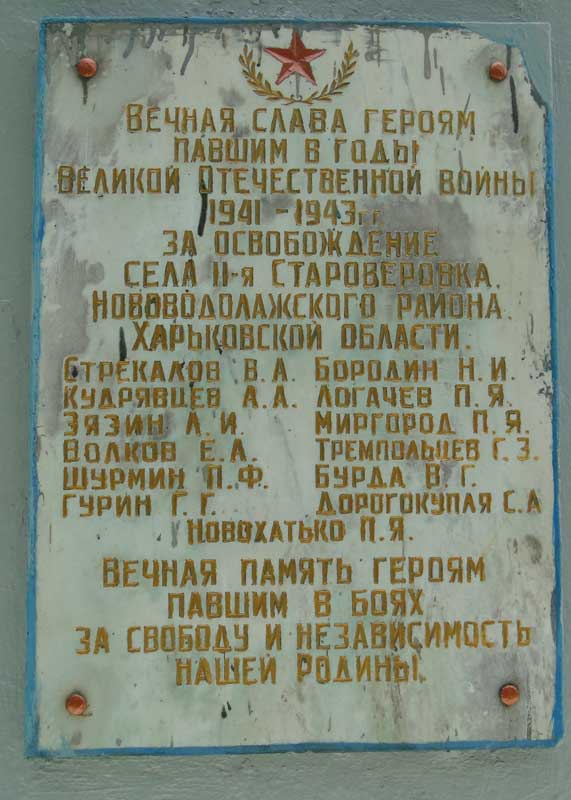 Вечная слава героям
павшим в годы
Великой Отечественной войны
1941 - 1943 г.г.
за освобождение
села II-я Староверовка.
Нововодолажского района.
Харьковской области.
Стрекалов В.А. Бородин Н.И.
Кудрявцев А.А. Логачев П.Я.
Зязин А.И. Миргород П.Я.
Волков Е.А. Тремпольцев Г.З.
Шурмин П.Ф. Бурда В.Г.
Гурин Г.Г. Дорогокупля С.А
Новохатько П.Я.
Вечная память героям
павшим в боях
за свободу и независимость
нашей Родины.